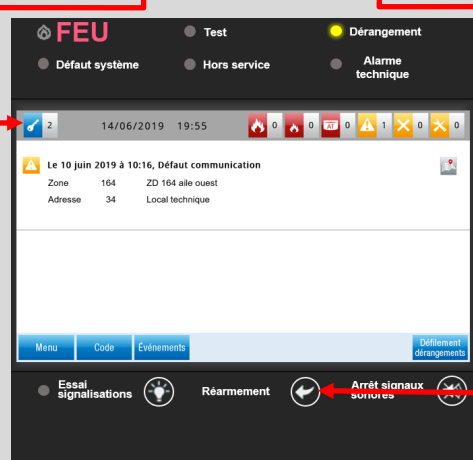 FEU
Test
Dérangement
Défaut système
Hors service
Alarme
technique
2 14/06/2019 19:55 0 0 AT 0 1 0 0
Le 10 juin 2019 à 10:16, Défaut communication
Zone 164 ZD 164 aile ouest
Adresse 34 Local technique
Menu Code Événements Défilement
dérangements
Essai
signalisations
Réarmement
Arrêt signaux
sonores